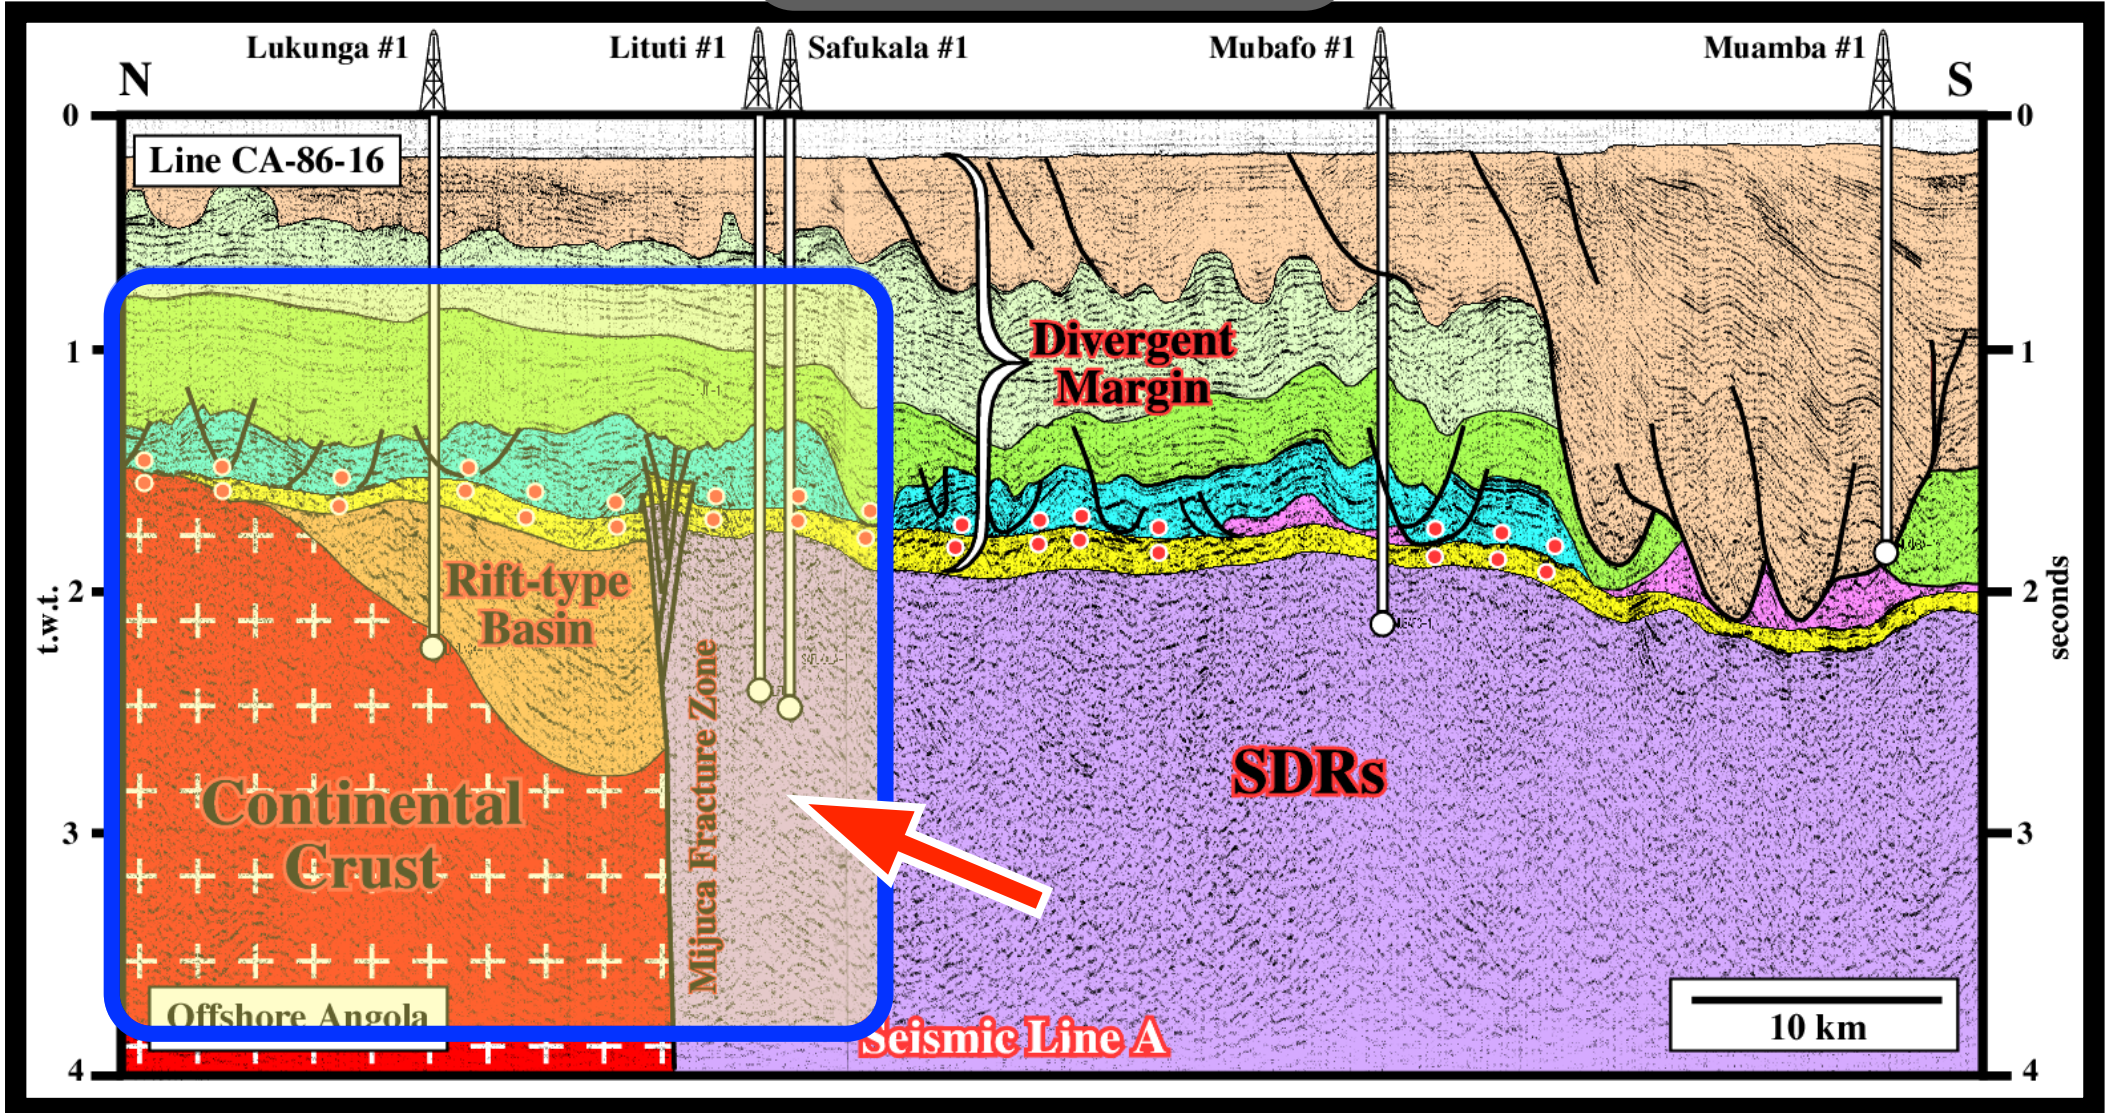 Lukunga #1
Lituti #1
Safukala #1
Mubafo #1
Muamba #1
N
S
0
0
Line CA-86-16
Divergent
Margin
1
1
Rift-type
Basin
2
2
t.w.t.
seconds
Mijuca Fracture Zone
SDRs
Continental
Crust
3
3
Offshore Angola
Seismic Line A
10 km
4
4